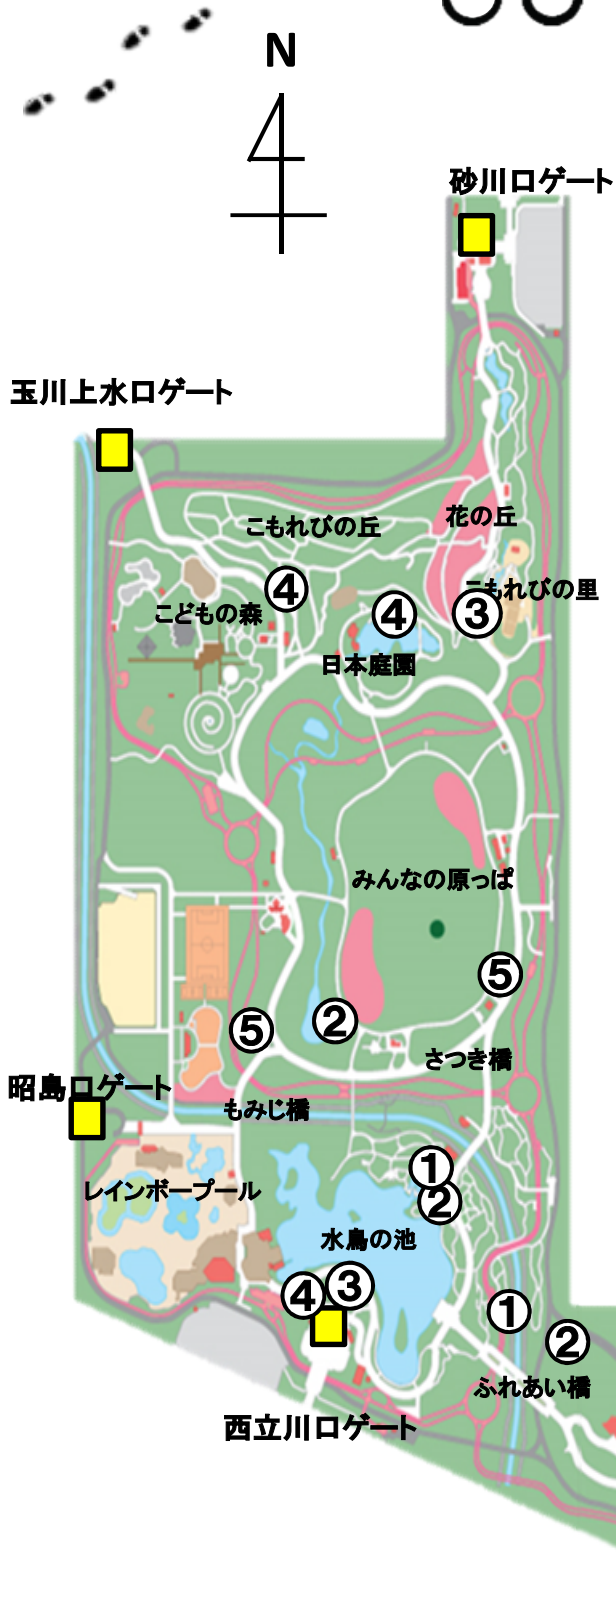 N
砂川口ゲート
玉川上水口ゲート
こもれびの丘
花の丘
④
こもれびの里
こどもの森
④
③
日本庭園
みんなの原っぱ
⑤
⑤
②
さつき橋
昭島口ゲート
もみじ橋
①
レインボープール
②
水鳥の池
④
③
①
②
ふれあい橋
西立川口ゲート